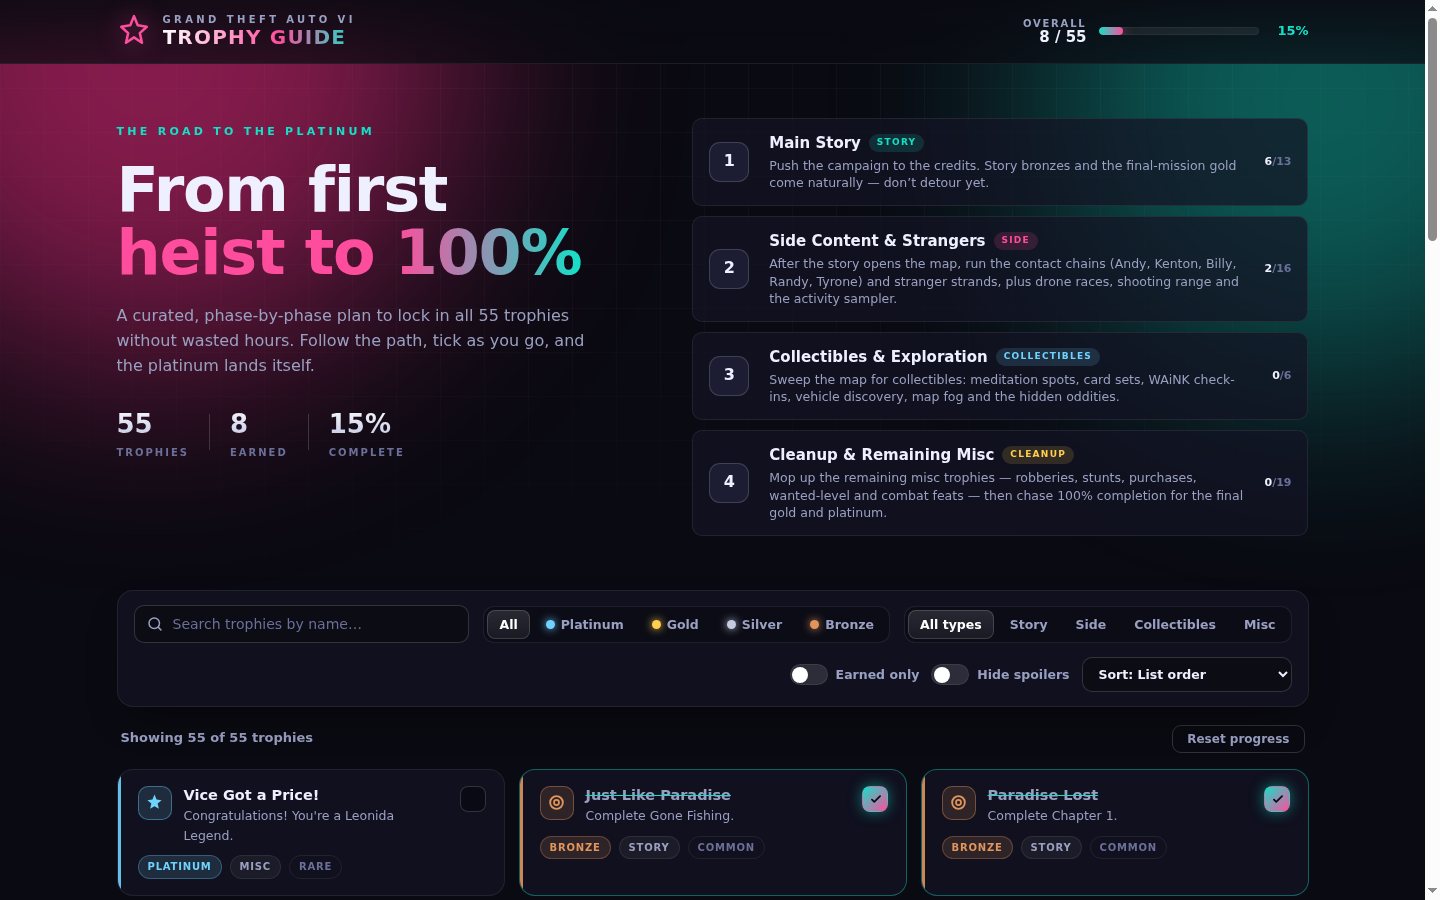 GRAND THEFT AUTO VI
TROPHY GUIDE
OVERALL
8 / 55
15%
THE ROAD TO THE PLATINUM
From first
heist to 100%
A curated, phase-by-phase plan to lock in all 55 trophies
without wasted hours. Follow the path, tick as you go, and
the platinum lands itself.
55
TROPHIES
8
EARNED
15%
COMPLETE
1
Main Story STORY
Push the campaign to the credits. Story bronzes and the final-mission gold
come naturally — don’t detour yet.
6/13
2
Side Content & Strangers SIDE
After the story opens the map, run the contact chains (Andy, Kenton, Billy,
Randy, Tyrone) and stranger strands, plus drone races, shooting range and
the activity sampler.
2/16
3
Collectibles & Exploration COLLECTIBLES
Sweep the map for collectibles: meditation spots, card sets, WAiNK check-
ins, vehicle discovery, map fog and the hidden oddities.
0/6
4
Cleanup & Remaining Misc CLEANUP
Mop up the remaining misc trophies — robberies, stunts, purchases,
wanted-level and combat feats — then chase 100% completion for the final
gold and platinum.
0/19
Search trophies by name…
All Platinum Gold Silver Bronze
All types Story Side Collectibles Misc
Earned only Hide spoilers Sort: List order
Showing 55 of 55 trophies
Reset progress
Vice Got a Price!
Congratulations! You're a Leonida
Legend.
PLATINUM MISC RARE
Just Like Paradise
Complete Gone Fishing.
BRONZE STORY COMMON
Paradise Lost
Complete Chapter 1.
BRONZE STORY COMMON